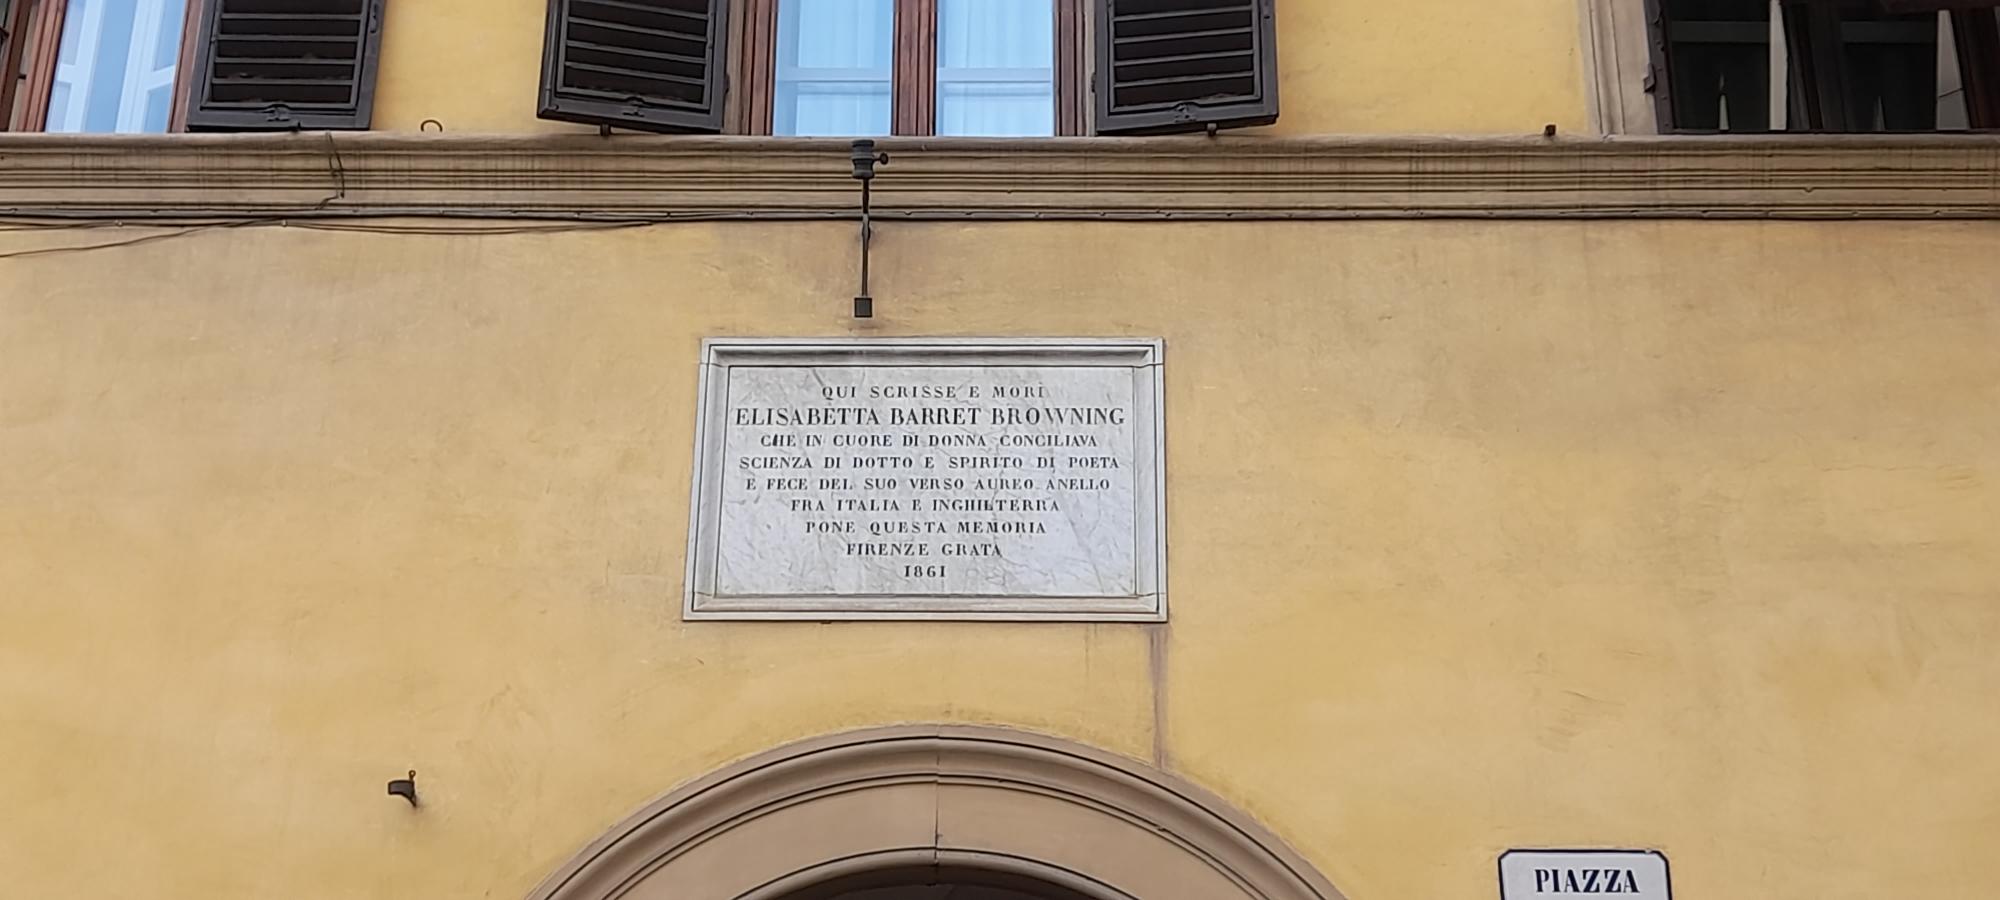 QUI SCRISSE E MORÌ
ELISABETTA BARRET BROWNING
CHE IN CUORE DI DONNA CONCILIAVA
SCIENZA DI DOTTO E SPIRITO DI POETA
E FECE DEL SUO VERSO AUREO ANELLO
FRA ITALIA E INGHILTERRA
PONE QUESTA MEMORIA
FIRENZE GRATA
1861
PIAZZA